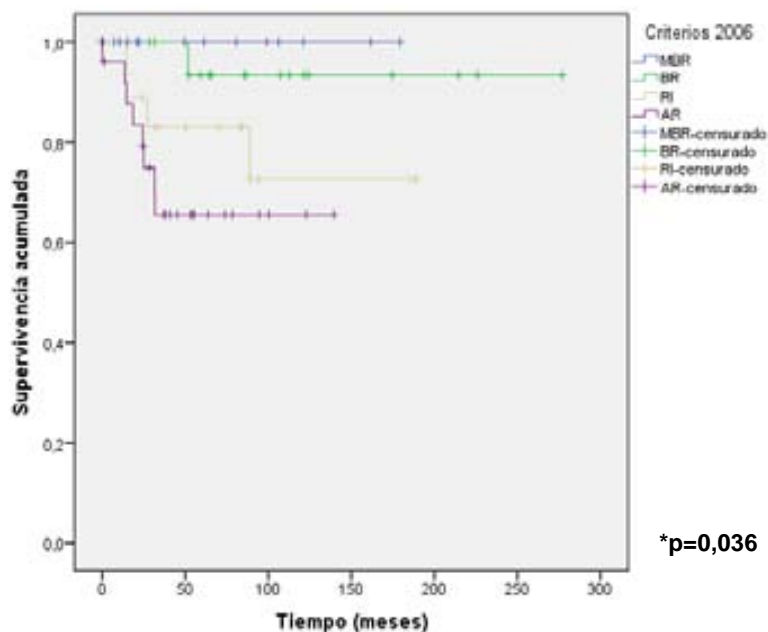 Criterios 2006
MBR
BR
RI
AR
MBR-censurado
BR-censurado
RI-censurado
AR-censurado
Supervivencia acumulada
1,0
0,8
0,6
0,4
0,2
0,0
0 50 100 150 200 250 300
Tiempo (meses)
*p=0,036